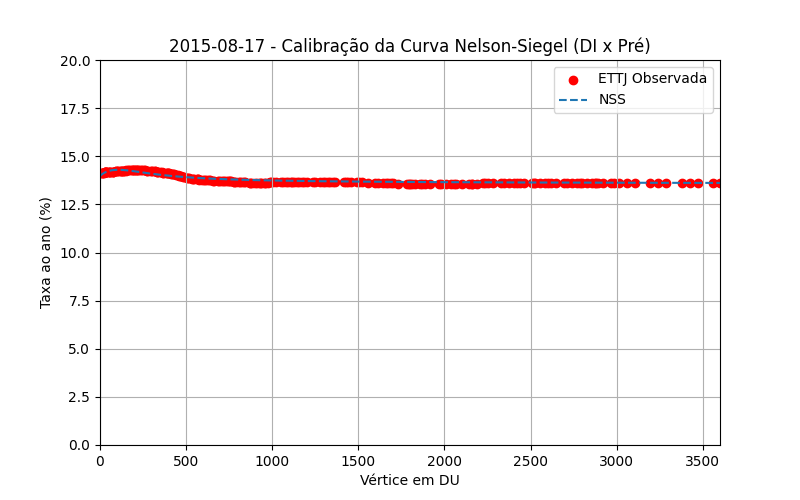 2015-08-17 - Calibração da Curva Nelson-Siegel (DI x Pré)
ETTJ Observada
NSS
Taxa ao ano (%)
20.0
17.5
15.0
12.5
10.0
7.5
5.0
2.5
0.0
0 500 1000 1500 2000 2500 3000 3500
Vértice em DU